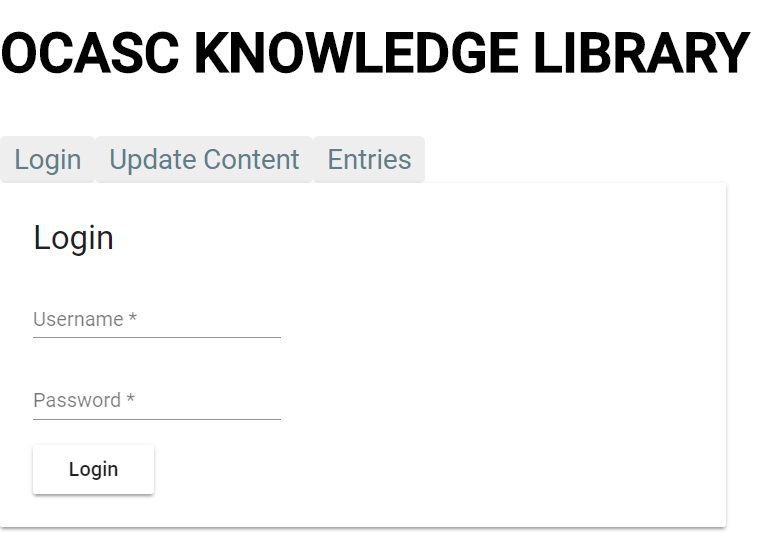 OCASC KNOWLEDGE LIBRARY
Login Update Content Entries
Login
Username *
Password *
Login